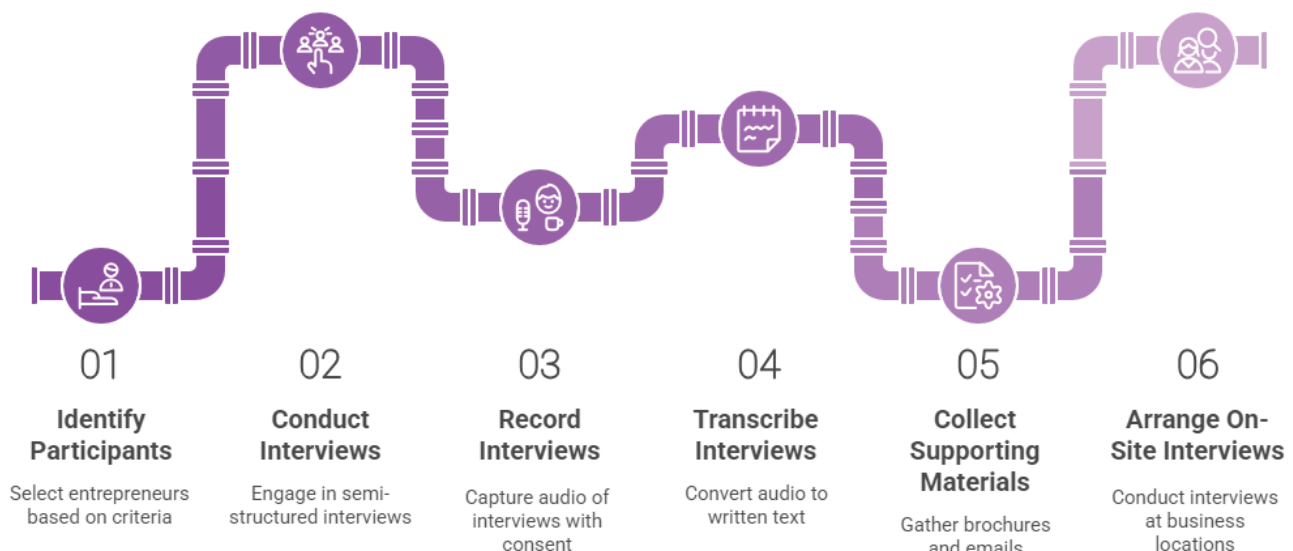 01
Identify
Participants
Select entrepreneurs
based on criteria
02
Conduct
Interviews
Engage in semi-
structured interviews
03
Record
Interviews
Capture audio of
interviews with
consent
04
Transcribe
Interviews
Convert audio to
written text
05
Collect
Supporting
Materials
Gather brochures
and emails
06
Arrange On-
Site Interviews
Conduct interviews
at business
locations